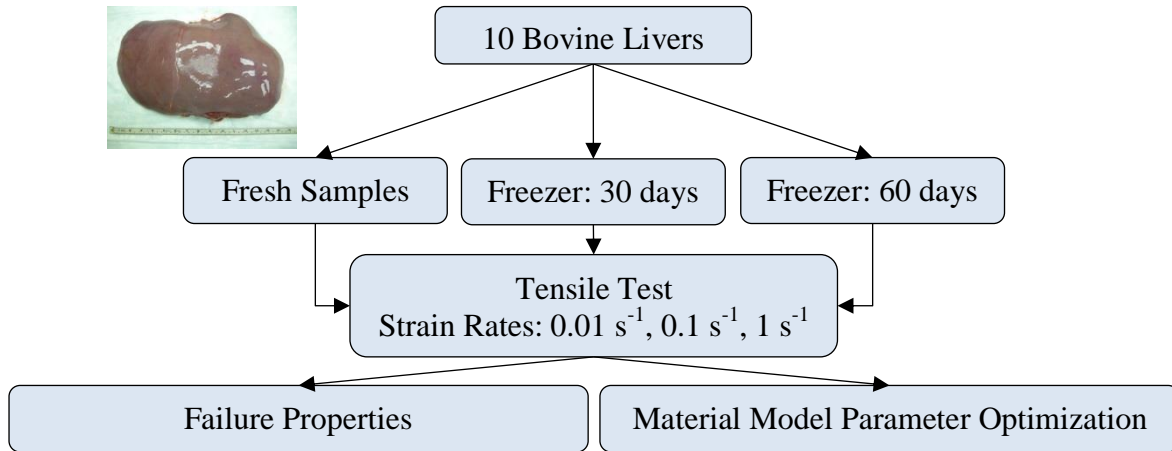 10 Bovine Livers
Fresh Samples
Freezer: 30 days
Freezer: 60 days
Tensile Test
Strain Rates: 0.01 s⁻¹, 0.1 s⁻¹, 1 s⁻¹
Failure Properties
Material Model Parameter Optimization